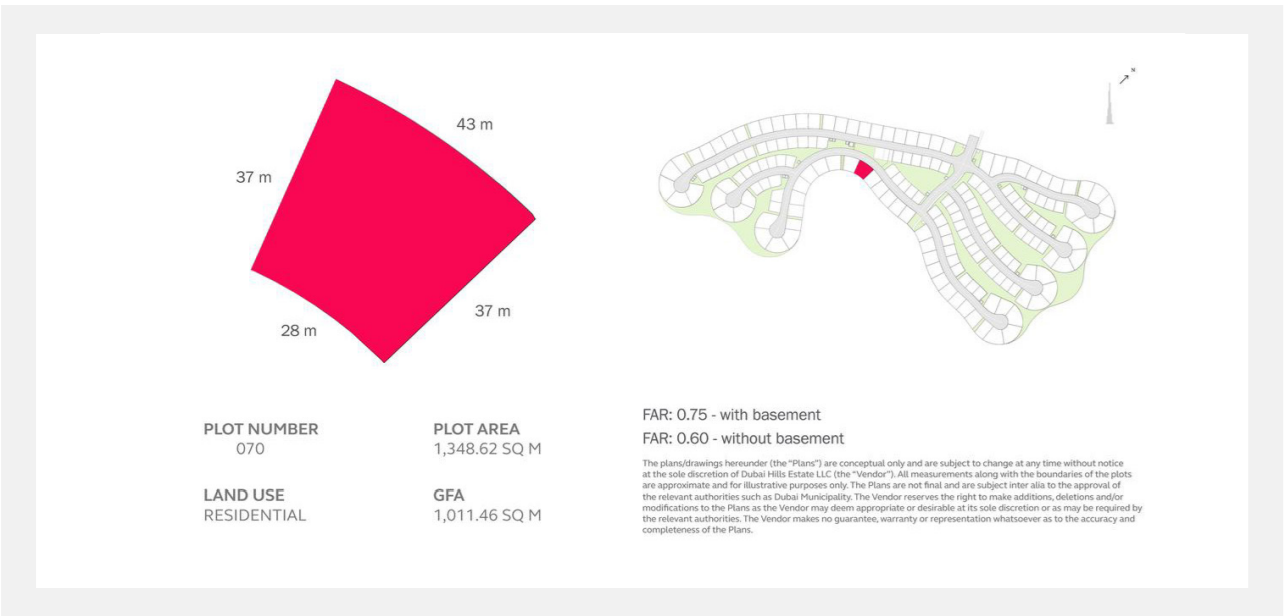 43 m
37 m
37 m
28 m
N
PLOT NUMBER
070
PLOT AREA
1,348.62 SQ M
LAND USE
RESIDENTIAL
GFA
1,011.46 SQ M
FAR: 0.75 - with basement
FAR: 0.60 - without basement
The plans/drawings hereunder (the "Plans") are conceptual only and are subject to change at any time without notice
at the sole discretion of Dubai Hills Estate LLC (the "Vendor"). All measurements along with the boundaries of the plots
are approximate and for illustrative purposes only. The Plans are not final and are subject inter alia to the approval of
the relevant authorities such as Dubai Municipality. The Vendor reserves the right to make additions, deletions and/or
modifications to the Plans as the Vendor may deem appropriate or desirable at its sole discretion or as may be required by
the relevant authorities. The Vendor makes no guarantee, warranty or representation whatsoever as to the accuracy and
completeness of the Plans.